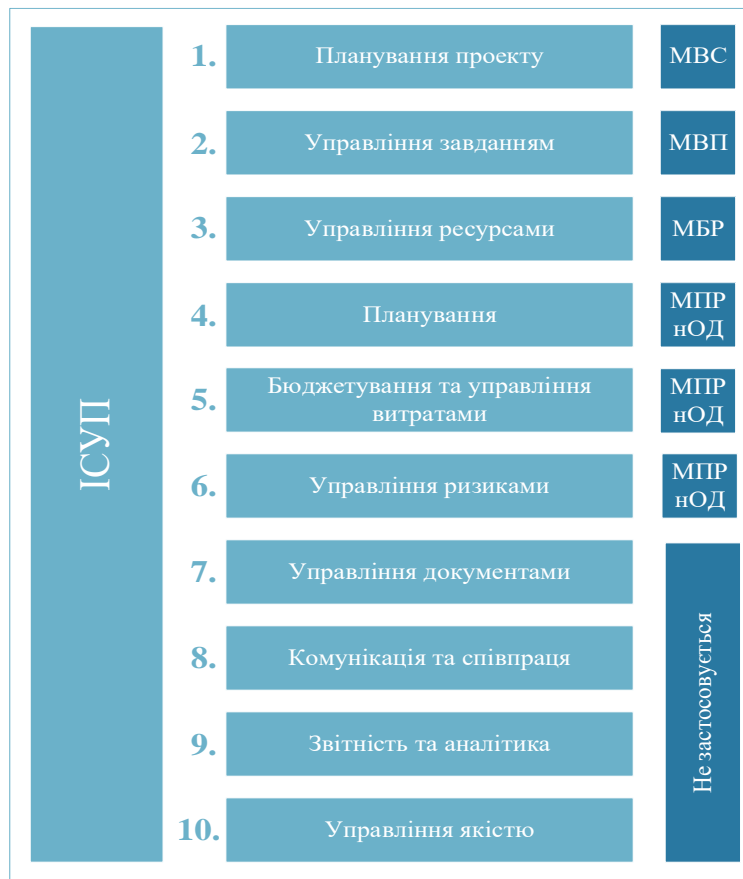 ІСУП
1. Планування проекту МВС
2. Управління завданням МВП
3. Управління ресурсами МБР
4. Планування МПР
нОД
5. Бюджетування та управління
витратами МПР
нОД
6. Управління ризиками МПР
нОД
7. Управління документами
8. Комунікація та співпраця
9. Звітність та аналітика
10. Управління якістю
Не застосовується